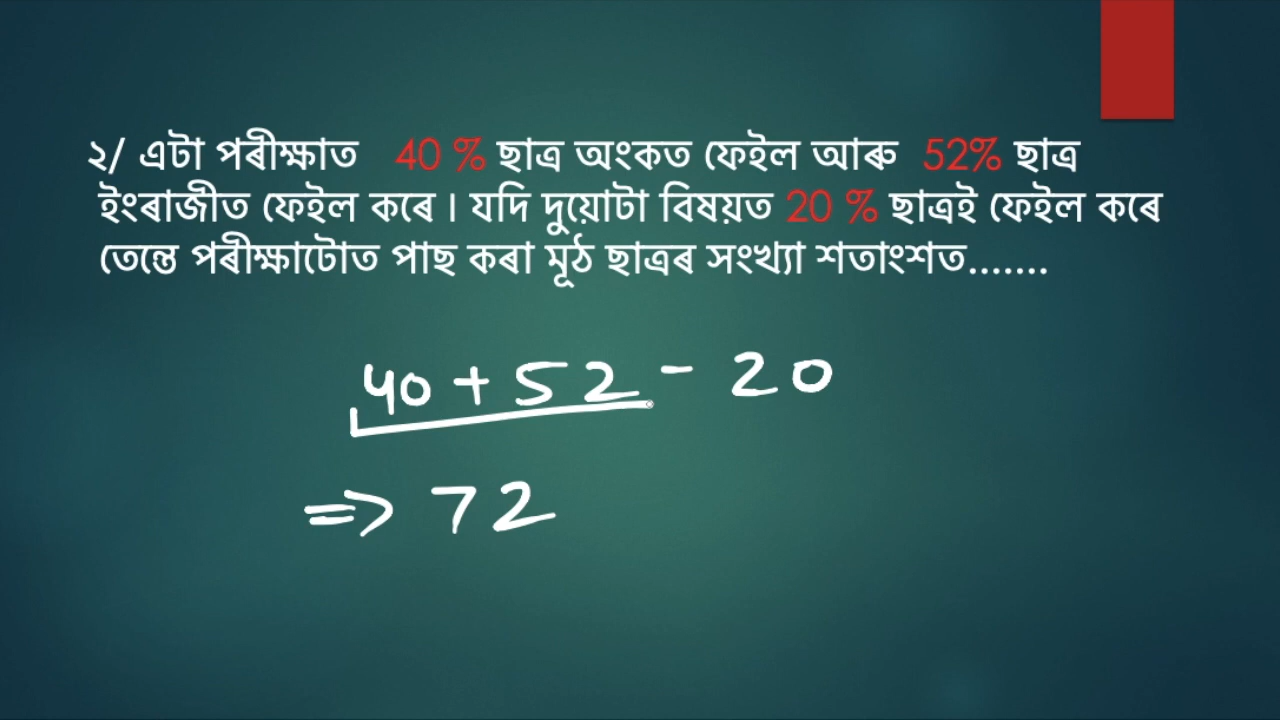 ২/ এটা পৰীক্ষাত 40 % ছাত্ৰ অংকত ফেইল আৰু 52% ছাত্ৰ
ইংৰাজীত ফেইল কৰে । যদি দুয়োটা বিষয়ত 20 % ছাত্ৰই ফেইল কৰে
তেন্তে পৰীক্ষাটোত পাছ কৰা মূঠ ছাত্ৰৰ সংখ্যা শতাংশত.......
40 + 52 - 20
=> 72